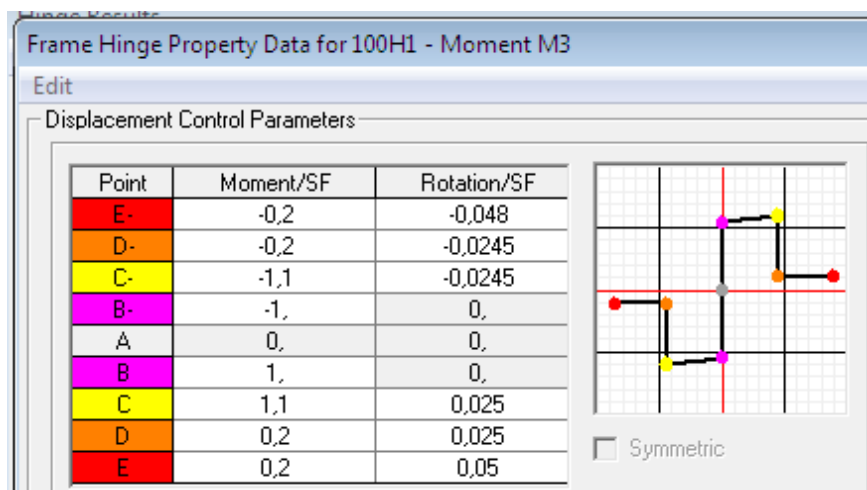 Hinge Results
Frame Hinge Property Data for 100H1 - Moment M3
Edit
Displacement Control Parameters
Point Moment/SF Rotation/SF
E- -0,2 -0,048
D- -0,2 -0,0245
C- -1,1 -0,0245
B- -1, 0,
A 0, 0,
B 1, 0,
C 1,1 0,025
D 0,2 0,025
E 0,2 0,05
Symmetric